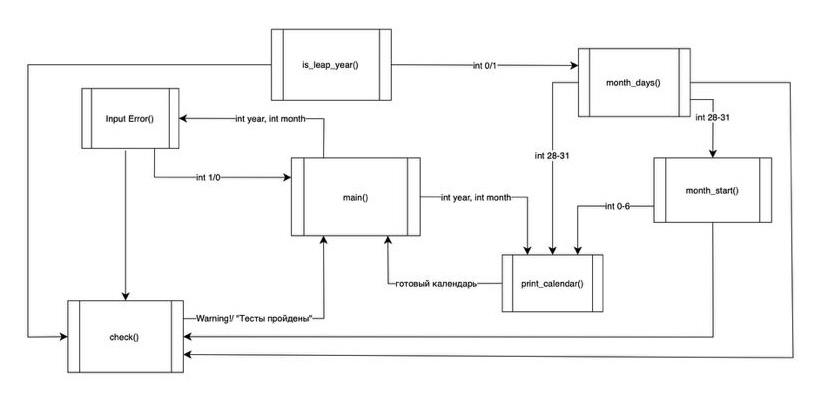 is_leap_year()
int 0/1
month_days()
Input Error()
int year, int month
int 28-31
int 28-31
int 1/0
main()
int year, int month
month_start()
int 0-6
готовый календарь
print_calendar()
Warning!/ "Тесты пройдены"
check()